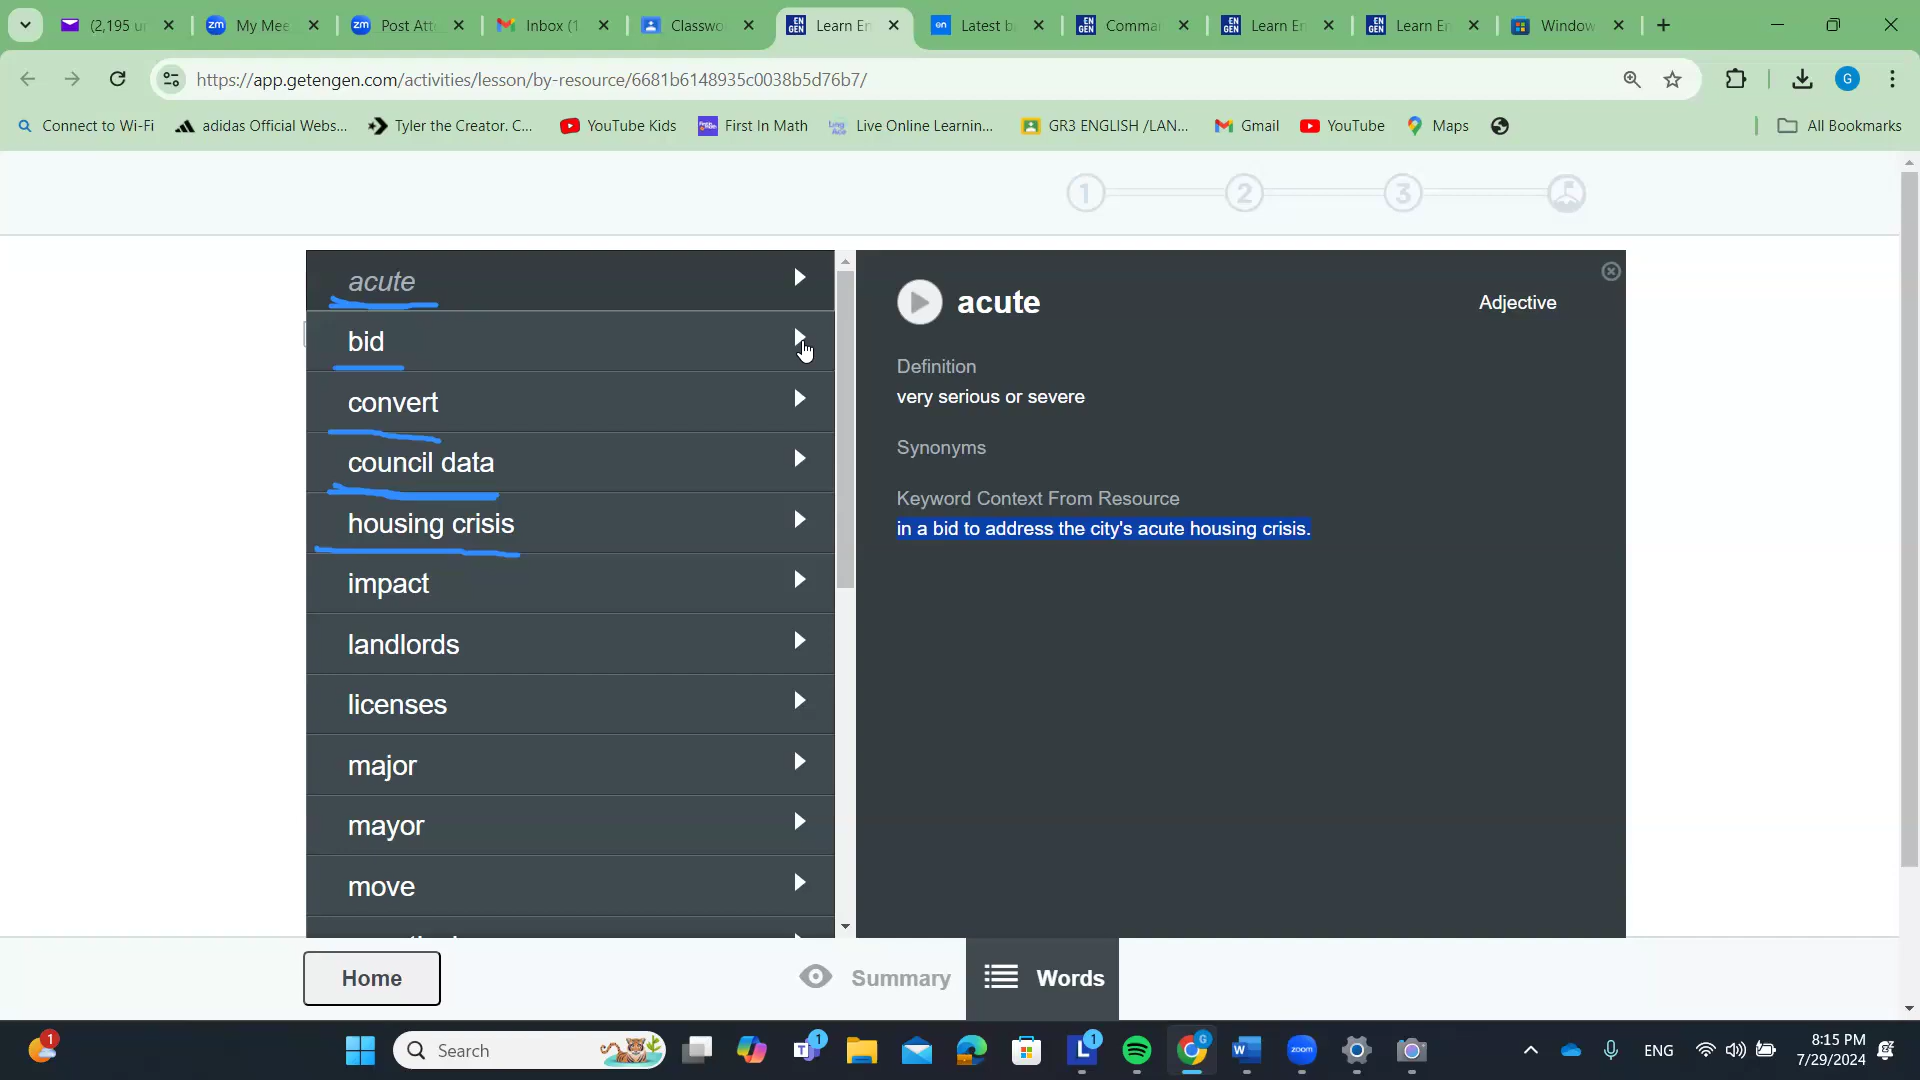 (2,195 u
My Mee
Post Att
Inbox (1
Classwo
Learn En
Latest b
Comma
Learn En
Learn En
Window
https://app.getengen.com/activities/lesson/by-resource/6681b6148935c0038b5d76b7/
G
Connect to Wi-Fi
adidas Official Webs...
Tyler the Creator. C...
YouTube Kids
First In Math
Live Online Learnin...
GR3 ENGLISH /LAN...
Gmail
YouTube
Maps
All Bookmarks
1
2
3
acute
bid
convert
council data
housing crisis
impact
landlords
licenses
major
mayor
move
acute
Adjective
Definition
very serious or severe
Synonyms
Keyword Context From Resource
in a bid to address the city's acute housing crisis.
Home
Summary
Words
1
Search
1
1
G
zoom
ENG
8:15 PM
7/29/2024